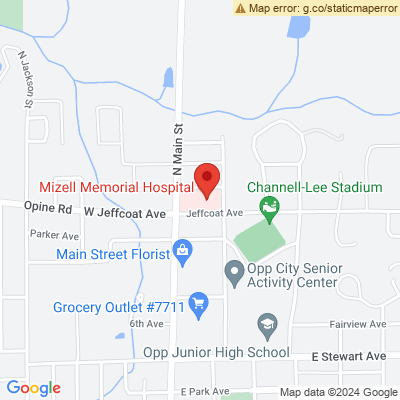 Map error: g.co/staticmaperror
N Jackson St
N Main St
Mizell Memorial Hospital
Channell-Lee Stadium
Opine Rd
W Jeffcoat Ave
Jeffcoat Ave
Parker Ave
Main Street Florist
Opp City Senior
Activity Center
Grocery Outlet #7711
6th Ave
Fairview Ave
Opp Junior High School
E Stewart Ave
E Park Ave
Google
Map data ©2024 Google